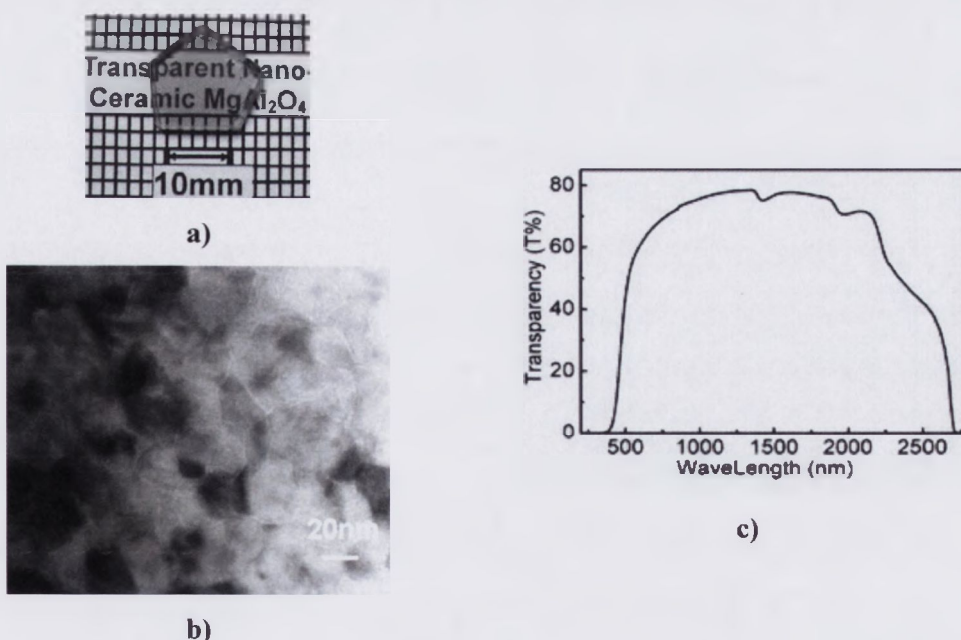 Transparent Nano-
Ceramic MgAl₂O₄
10mm
a)
20nm
b)
80
60
40
20
0
Transparency (T%)
500 1000 1500 2000 2500
WaveLength (nm)
c)